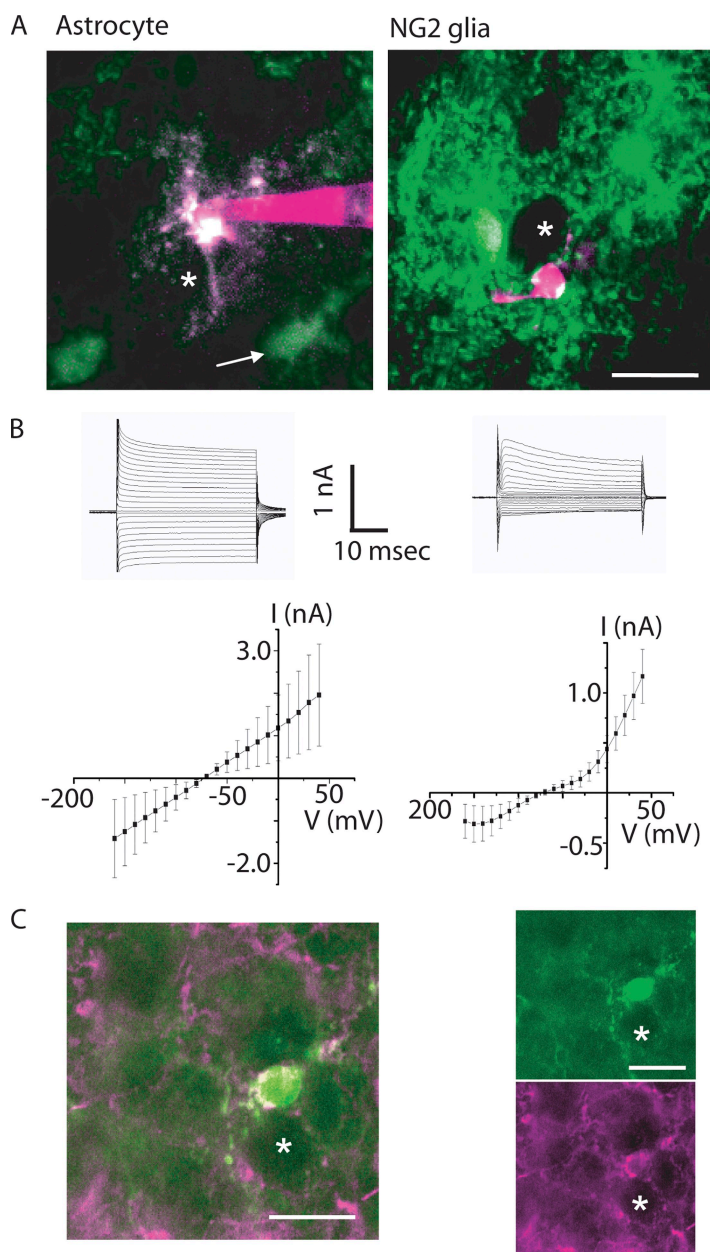 A Astrocyte NG2 glia
*
*
B
1 nA
10 msec
I (nA) I (nA)
3.0 1.0
-200 -50 50 200 50
V (mV) V (mV)
-2.0 -0.5
C
*
*
*